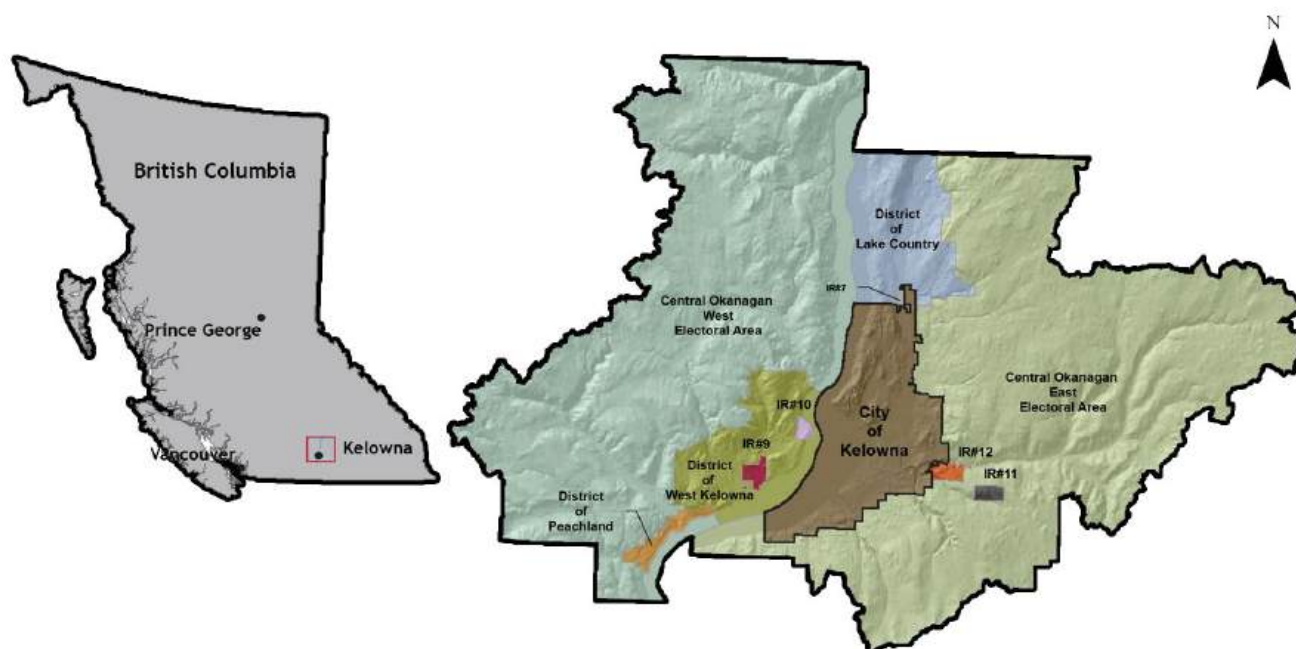 N
British Columbia
Prince George
Vancouver
Kelowna
District
of
Lake Country
IR#7
Central Okanagan
West
Electoral Area
Central Okanagan
East
Electoral Area
IR#10
City
of
Kelowna
IR#9
IR#12
IR#11
District
of
West Kelowna
District
of
Peachland